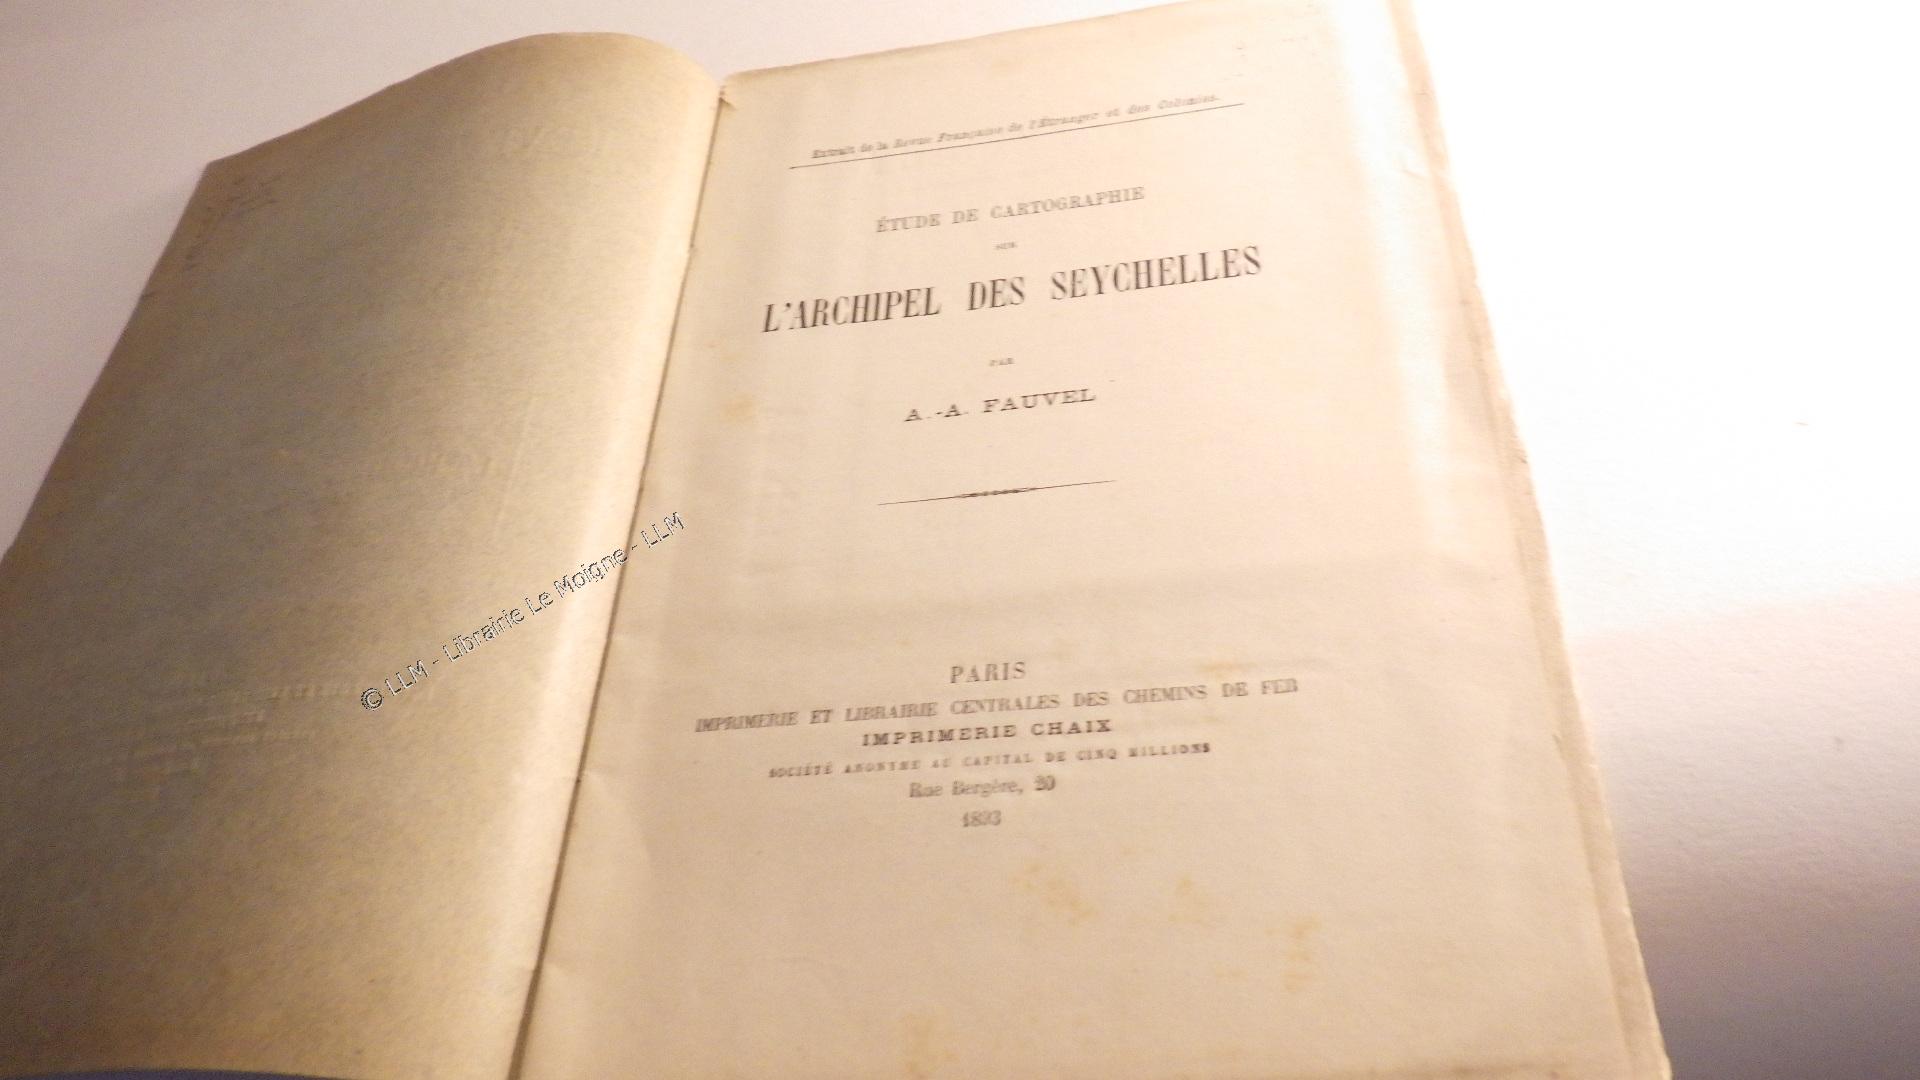 Extrait de la Revue Française de l'Étranger et des Colonies.
ÉTUDE DE CARTOGRAPHIE
SUR
L'ARCHIPEL DES SEYCHELLES
PAR
A.-A. FAUVEL
PARIS
IMPRIMERIE ET LIBRAIRIE CENTRALES DES CHEMINS DE FER
IMPRIMERIE CHAIX
SOCIÉTÉ ANONYME AU CAPITAL DE CINQ MILLIONS
Rue Bergère, 20
1893
© LLM - Librairie Le Moigne - LLM